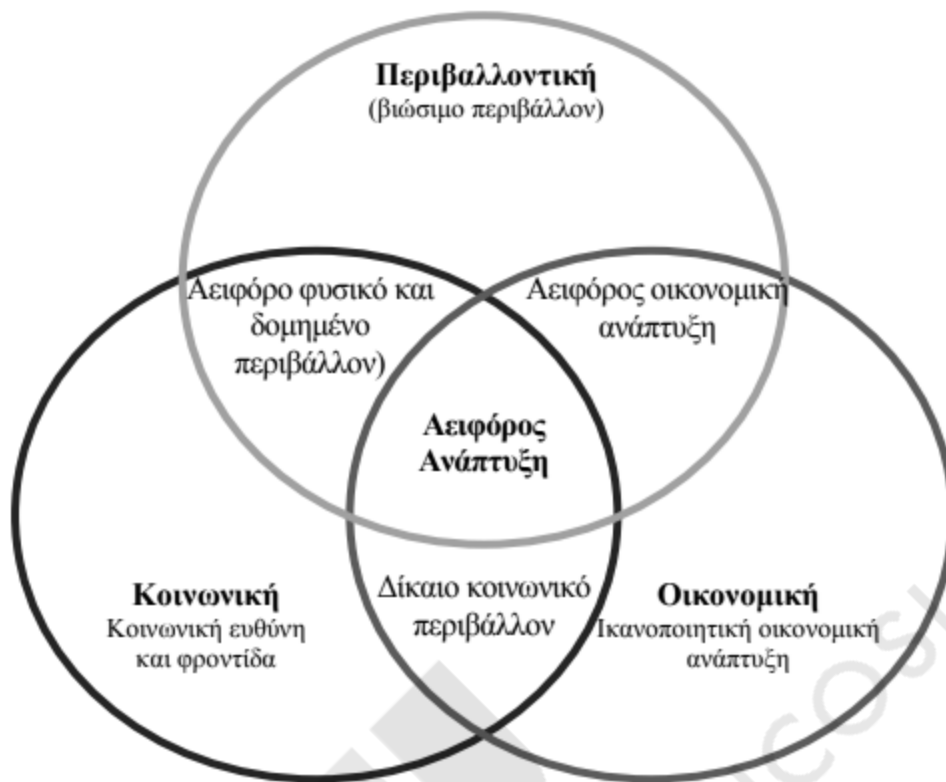 Περιβαλλοντική
(βιώσιμο περιβάλλον)
Αειφόρο φυσικό και
δομημένο
περιβάλλον)
Αειφόρος οικονομική
ανάπτυξη
Αειφόρος
Ανάπτυξη
Κοινωνική
Κοινωνική ευθύνη
και φροντίδα
Δίκαιο κοινωνικό
περιβάλλον
Οικονομική
Ικανοποιητική οικονομική
ανάπτυξη